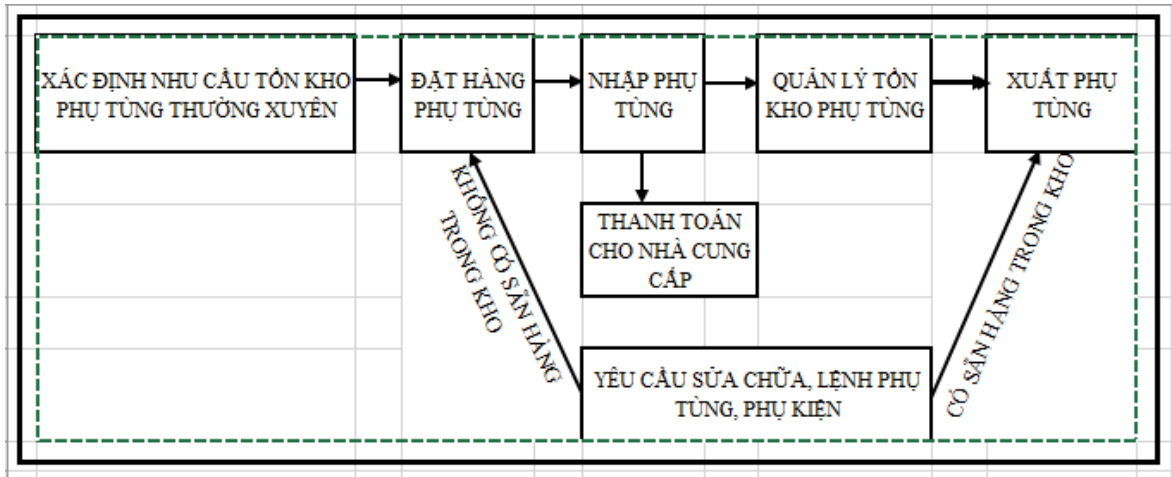 XÁC ĐỊNH NHU CẦU TỒN KHO
PHỤ TÙNG THƯỜNG XUYÊN
ĐẶT HÀNG
PHỤ TÙNG
NHẬP PHỤ
TÙNG
QUẢN LÝ TỒN
KHO PHỤ TÙNG
XUẤT PHỤ
TÙNG
KHÔNG CÓ SẴN HÀNG
TRONG KHO
THANH TOÁN
CHO NHÀ CUNG
CẤP
CÓ SẴN HÀNG TRONG KHO
YÊU CẦU SỬA CHỮA, LỆNH PHỤ
TÙNG, PHỤ KIỆN